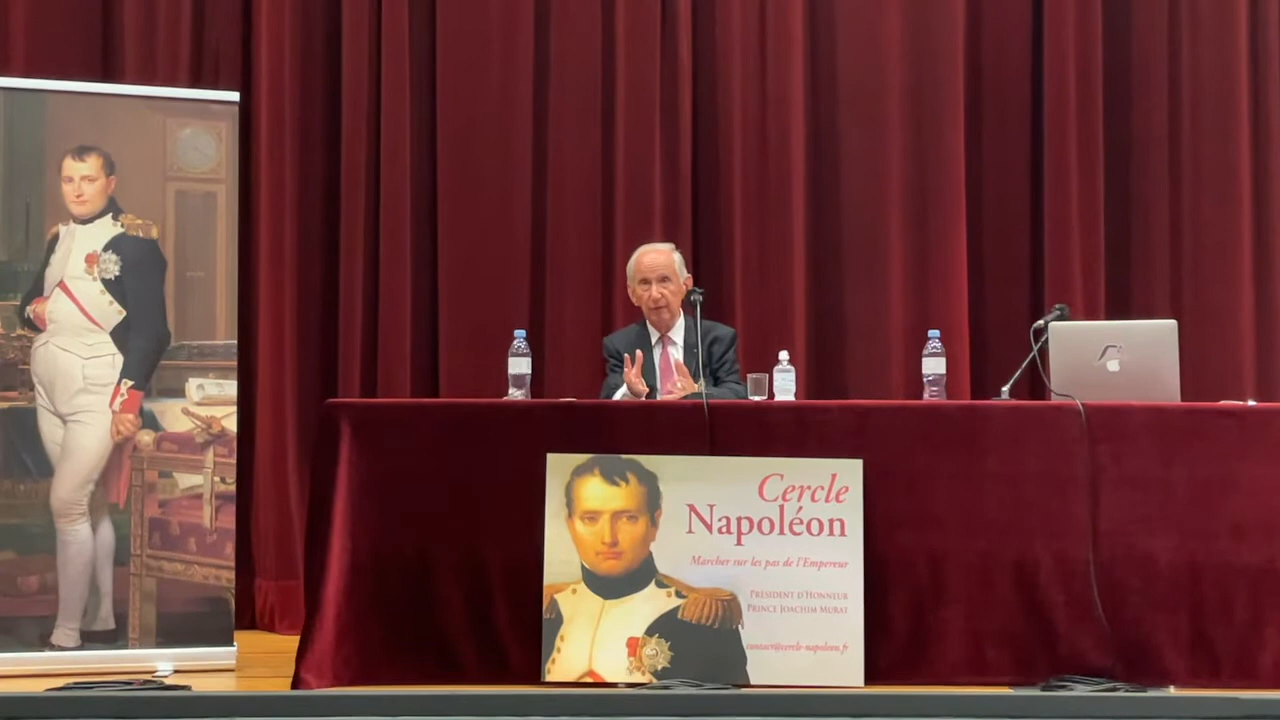 Cercle
Napoléon
Marcher sur les pas de l'Empereur
PRÉSIDENT D'HONNEUR
PRINCE JOACHIM MURAT
contact@cercle-napoleon.fr